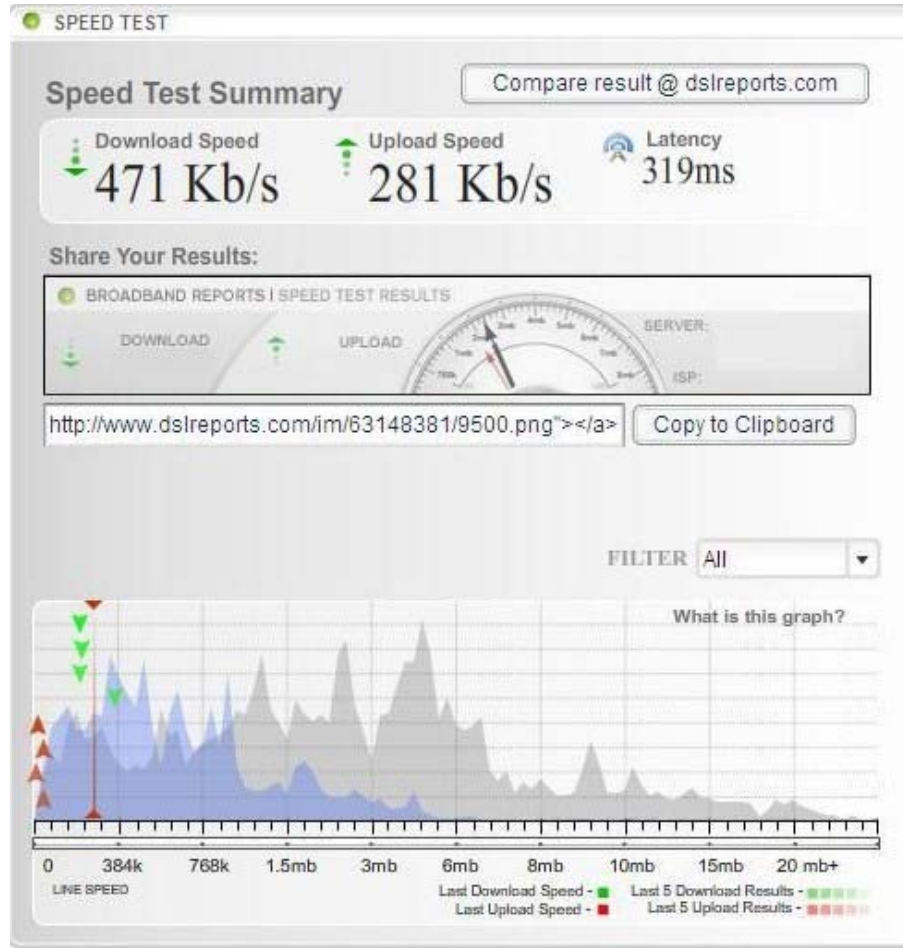 SPEED TEST
Speed Test Summary
Compare result @ dslreports.com
Download Speed
471 Kb/s
Upload Speed
281 Kb/s
Latency
319ms
Share Your Results:
BROADBAND REPORTS | SPEED TEST RESULTS
DOWNLOAD
UPLOAD
SERVER:
ISP:
http://www.dslreports.com/im/63148381/9500.png"></a>
Copy to Clipboard
FILTER All
What is this graph?
0 384k 768k 1.5mb 3mb 6mb 8mb 10mb 15mb 20 mb+
LINE SPEED
Last Download Speed - Last 5 Download Results -
Last Upload Speed - Last 5 Upload Results -